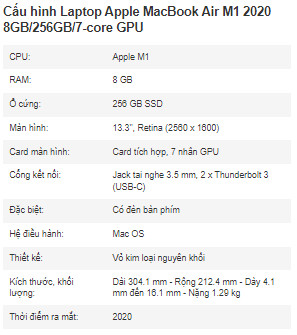 Cấu hình Laptop Apple MacBook Air M1 2020
8GB/256GB/7-core GPU
CPU: Apple M1
RAM: 8 GB
Ổ cứng: 256 GB SSD
Màn hình: 13.3", Retina (2560 x 1600)
Card màn hình: Card tích hợp, 7 nhân GPU
Cổng kết nối: Jack tai nghe 3.5 mm, 2 x Thunderbolt 3
(USB-C)
Đặc biệt: Có đèn bàn phím
Hệ điều hành: Mac OS
Thiết kế: Vỏ kim loại nguyên khối
Kích thước, khối
lượng:
Dài 304.1 mm - Rộng 212.4 mm - Dày 4.1
mm đến 16.1 mm - Nặng 1.29 kg
Thời điểm ra mắt: 2020